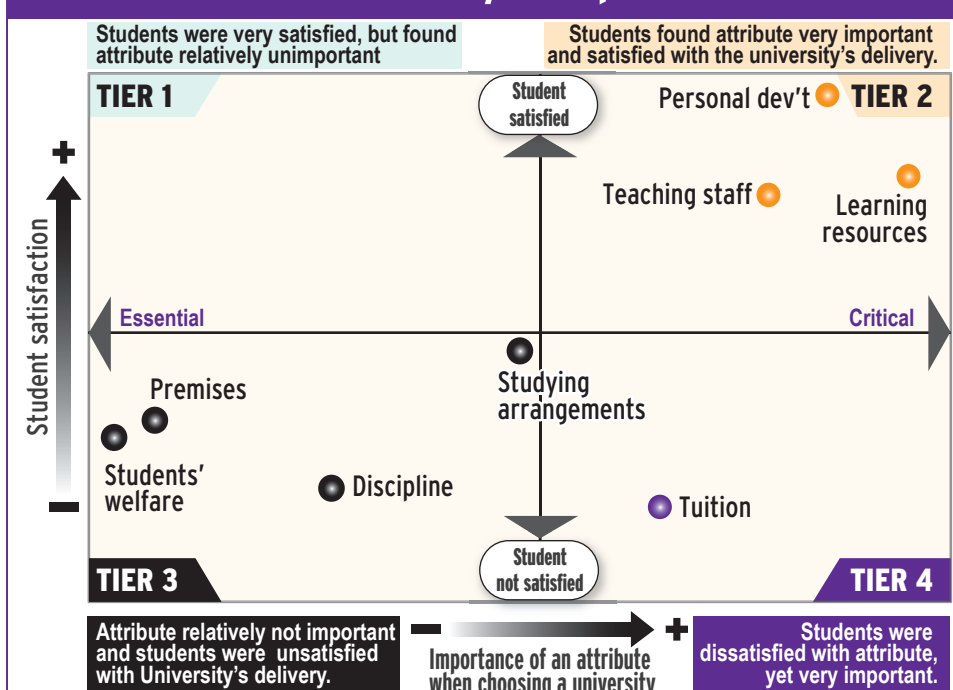 Students were very satisfied, but found
attribute relatively unimportant
Students found attribute very important
and satisfied with the university's delivery.
TIER 1
Student
satisfied
Personal dev't
TIER 2
Teaching staff
Learning
resources
+
Student satisfaction
Essential
Critical
Studying
arrangements
Premises
Students'
welfare
Discipline
Tuition
−
TIER 3
Student
not satisfied
TIER 4
Attribute relatively not important
and students were unsatisfied
with University's delivery.
− +
Importance of an attribute
when choosing a university
Students were
dissatisfied with attribute,
yet very important.